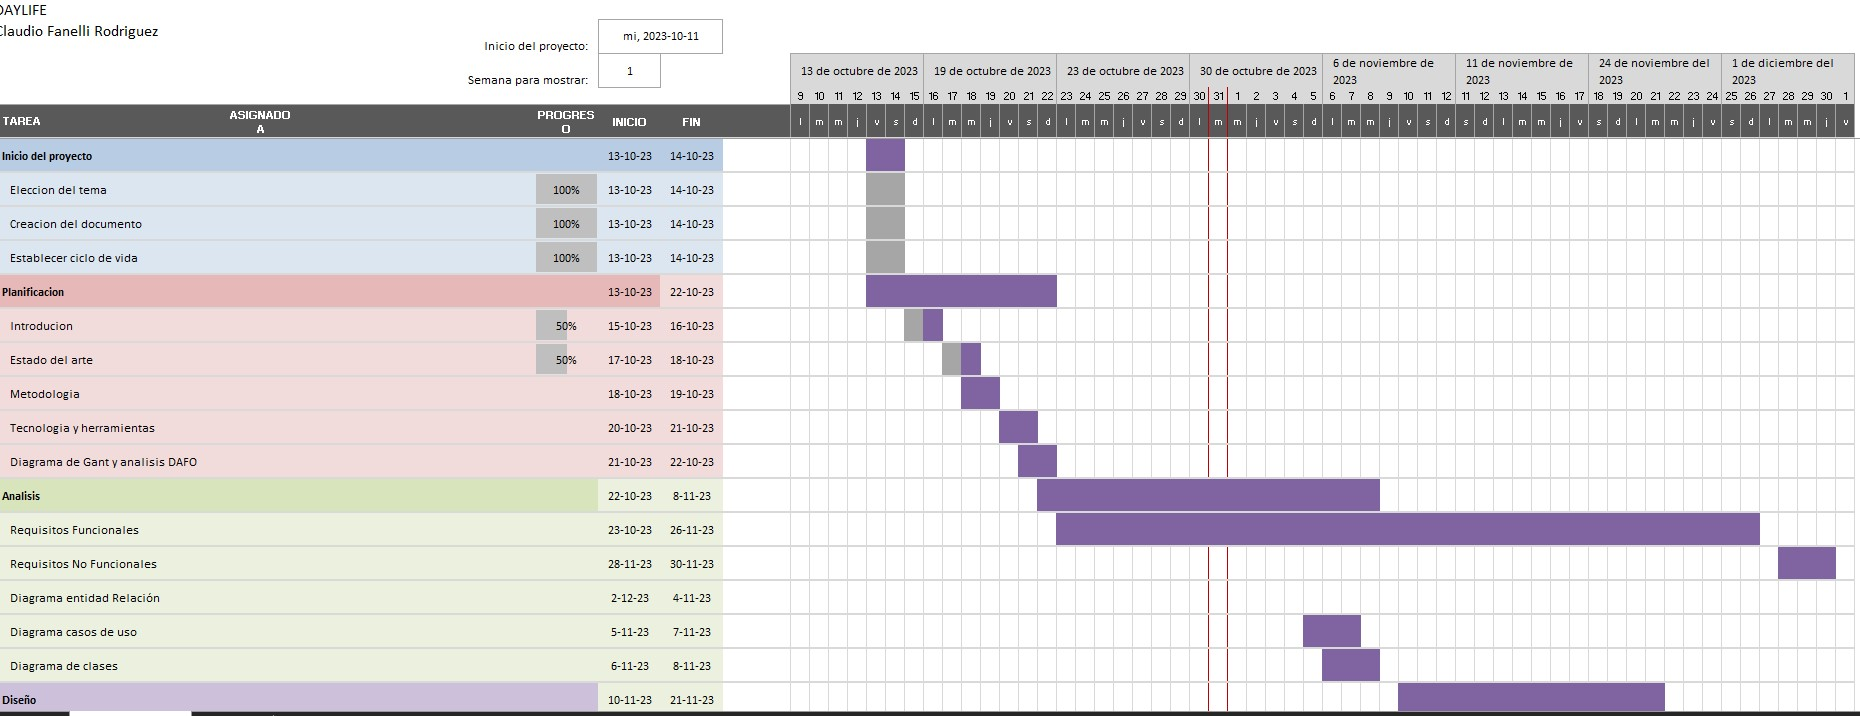 DAYLIFE
Claudio Fanelli Rodriguez
Inicio del proyecto: mi, 2023-10-11
Semana para mostrar: 1
13 de octubre de 2023 19 de octubre de 2023 23 de octubre de 2023 30 de octubre de 2023 6 de noviembre de 2023 11 de noviembre de 2023 24 de noviembre del 2023 1 de diciembre del 2023
9 10 11 12 13 14 15 16 17 18 19 20 21 22 23 24 25 26 27 28 29 30 31 1 2 3 4 5 6 7 8 9 10 11 12 11 12 13 14 15 16 17 18 19 20 21 22 23 24 25 26 27 28 29 30 1
TAREA ASIGNADO A PROGRESO INICIO FIN l m m j v s d l m m j v s d l m m j v s d l m m j v s d l m m j v s d s d l m m j v s d l m m j v s d l m m j v
Inicio del proyecto 13-10-23 14-10-23
Eleccion del tema 100% 13-10-23 14-10-23
Creacion del documento 100% 13-10-23 14-10-23
Establecer ciclo de vida 100% 13-10-23 14-10-23
Planificacion 13-10-23 22-10-23
Introducion 50% 15-10-23 16-10-23
Estado del arte 50% 17-10-23 18-10-23
Metodologia 18-10-23 19-10-23
Tecnologia y herramientas 20-10-23 21-10-23
Diagrama de Gant y analisis DAFO 21-10-23 22-10-23
Analisis 22-10-23 8-11-23
Requisitos Funcionales 23-10-23 26-11-23
Requisitos No Funcionales 28-11-23 30-11-23
Diagrama entidad Relación 2-12-23 4-11-23
Diagrama casos de uso 5-11-23 7-11-23
Diagrama de clases 6-11-23 8-11-23
Diseño 10-11-23 21-11-23